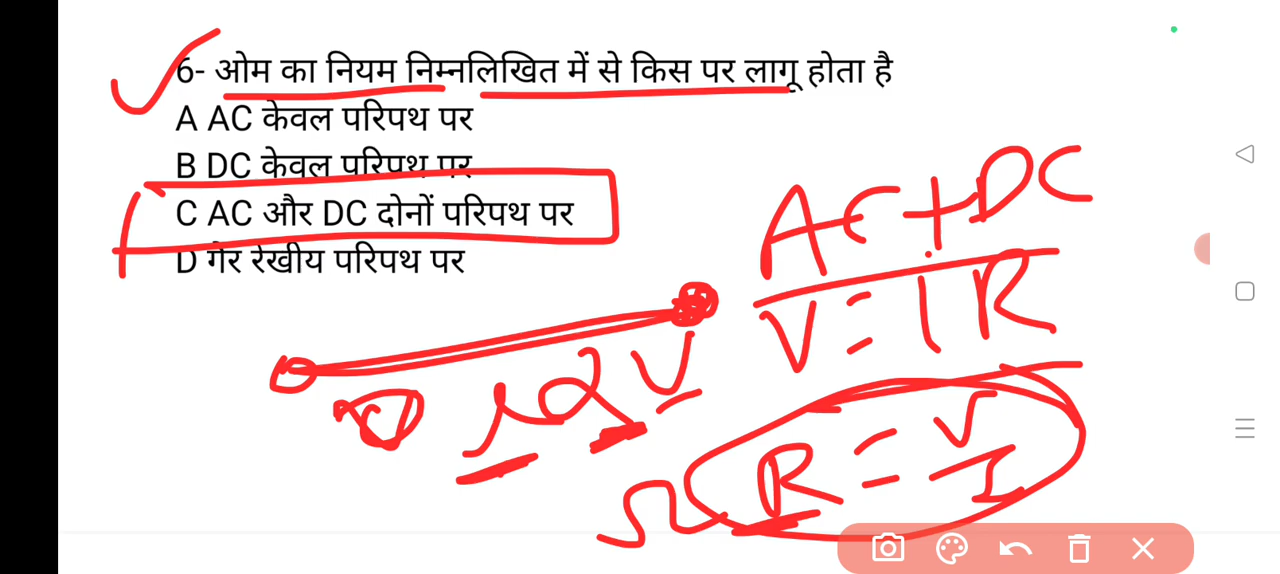 6- ओम का नियम निम्नलिखित में से किस पर लागू होता है
A AC केवल परिपथ पर
B DC केवल परिपथ पर
C AC और DC दोनों परिपथ पर
D गैर रेखीय परिपथ पर
AC+DC
V=IR
I α V
Ω R = V/I